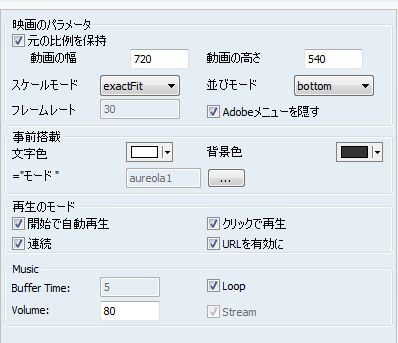 映画のパラメータ
元の比例を保持
動画の幅 720 動画の高さ 540
スケールモード exactFit 並びモード bottom
フレームレート 30 Adobeメニューを隠す
事前搭載
文字色 背景色
="モード" aureola1 ...
再生のモード
開始で自動再生 クリックで再生
連続 URLを有効に
Music
Buffer Time: 5 Loop
Volume: 80 Stream